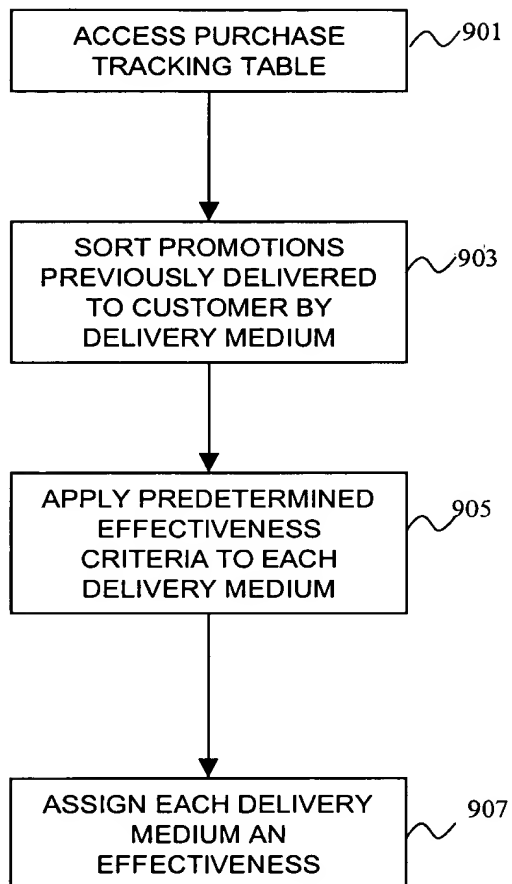 ACCESS PURCHASE
TRACKING TABLE
901
SORT PROMOTIONS
PREVIOUSLY DELIVERED
TO CUSTOMER BY
DELIVERY MEDIUM
903
APPLY PREDETERMINED
EFFECTIVENESS
CRITERIA TO EACH
DELIVERY MEDIUM
905
ASSIGN EACH DELIVERY
MEDIUM AN
EFFECTIVENESS
907